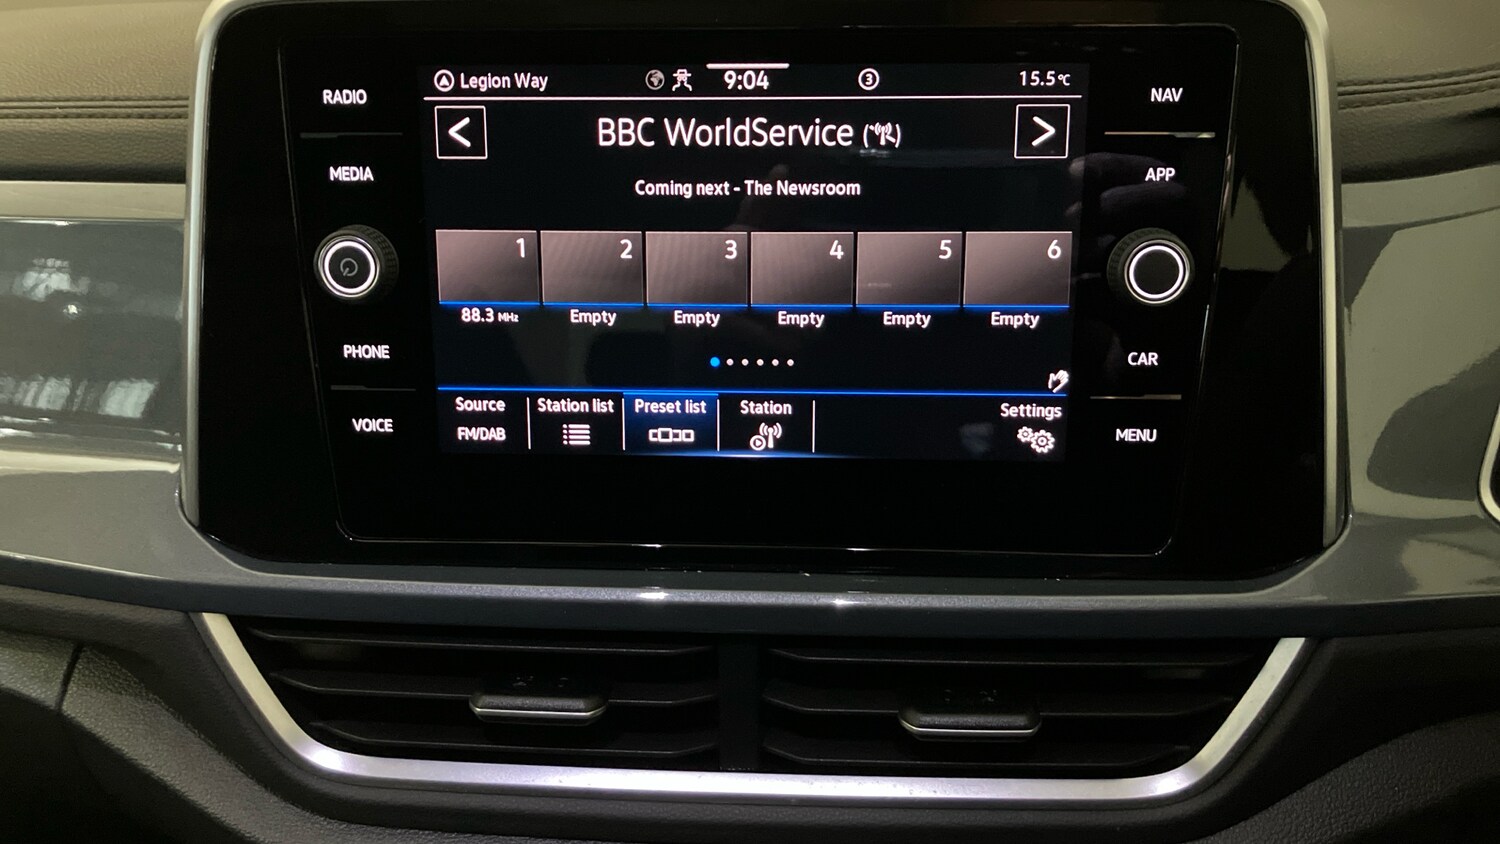 RADIO
MEDIA
PHONE
VOICE
Legion Way
9:04
3
15.5°C
BBC WorldService
Coming next - The Newsroom
1 2 3 4 5 6
88.3 MHz Empty Empty Empty Empty Empty
Source Station list Preset list Station Settings
FM/DAB
NAV
APP
CAR
MENU